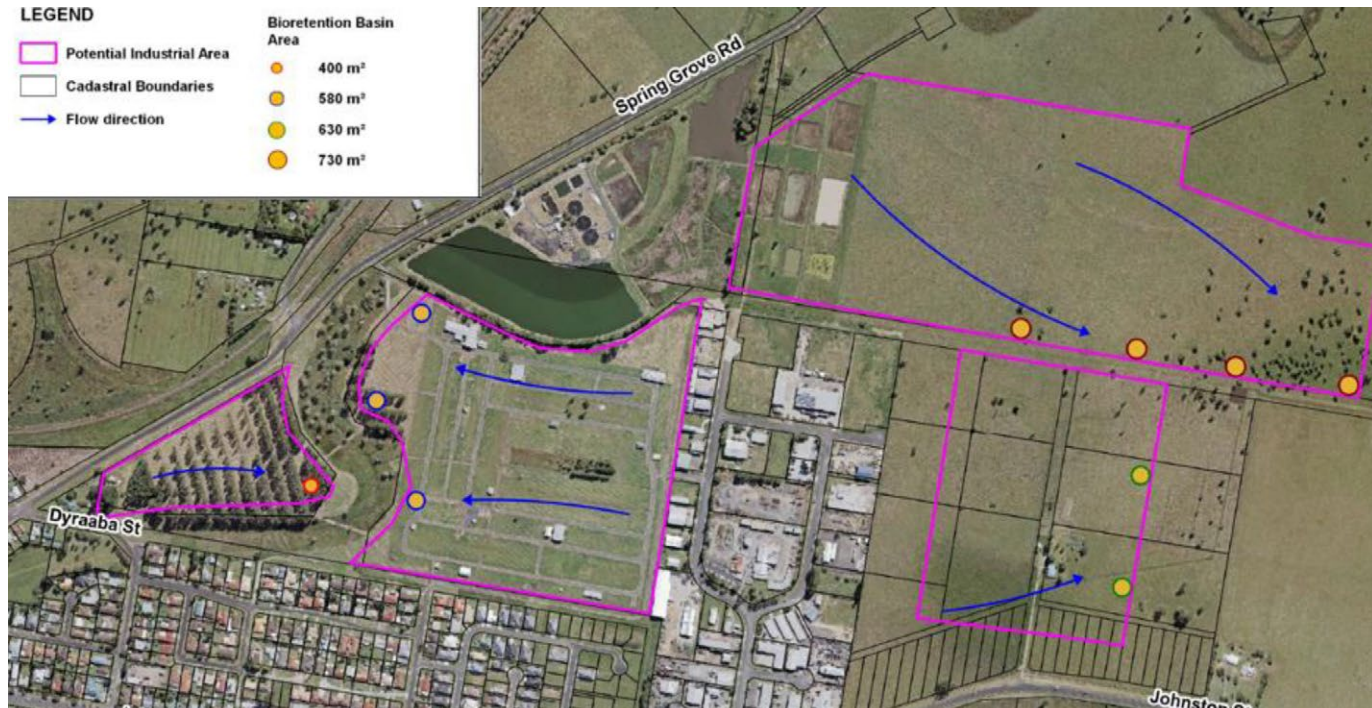 LEGEND
Potential Industrial Area
Cadastral Boundaries
Flow direction
Bioretention Basin
Area
400 m²
580 m²
630 m²
730 m²
Spring Grove Rd
Dyraaba St
Johnston